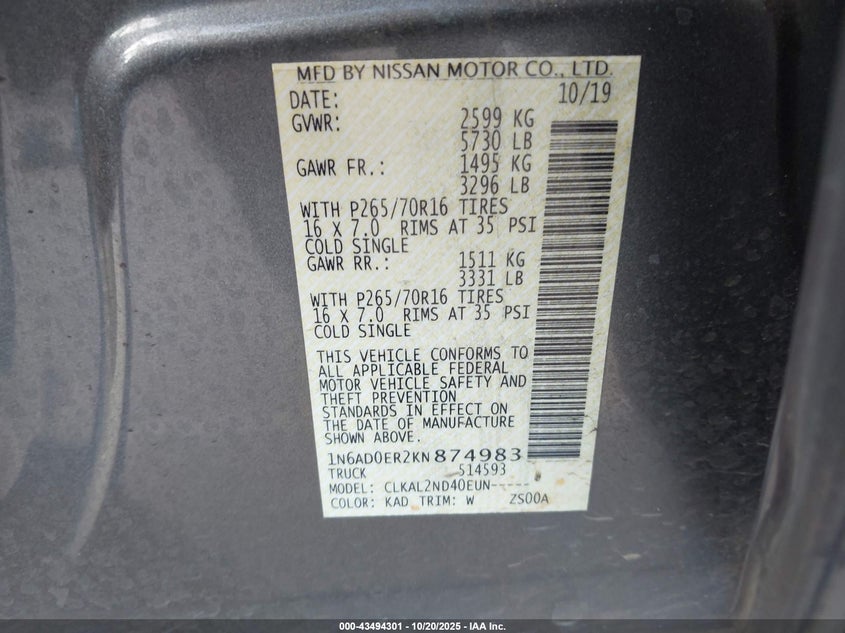 MFD BY NISSAN MOTOR CO., LTD.
DATE: 10/19
GVWR: 2599 KG
5730 LB
GAWR FR.: 1495 KG
3296 LB
WITH P265/70R16 TIRES
16 X 7.0 RIMS AT 35 PSI
COLD SINGLE
GAWR RR.: 1511 KG
3331 LB
WITH P265/70R16 TIRES
16 X 7.0 RIMS AT 35 PSI
COLD SINGLE
THIS VEHICLE CONFORMS TO
ALL APPLICABLE FEDERAL
MOTOR VEHICLE SAFETY AND
THEFT PREVENTION
STANDARDS IN EFFECT ON
THE DATE OF MANUFACTURE
SHOWN ABOVE.
1N6AD0ER2KN874983
TRUCK 514593
MODEL: CLKAL2ND40EUN-----
COLOR: KAD TRIM: W ZS00A
000-43494301 | 10/20/2025 | IAA Inc.